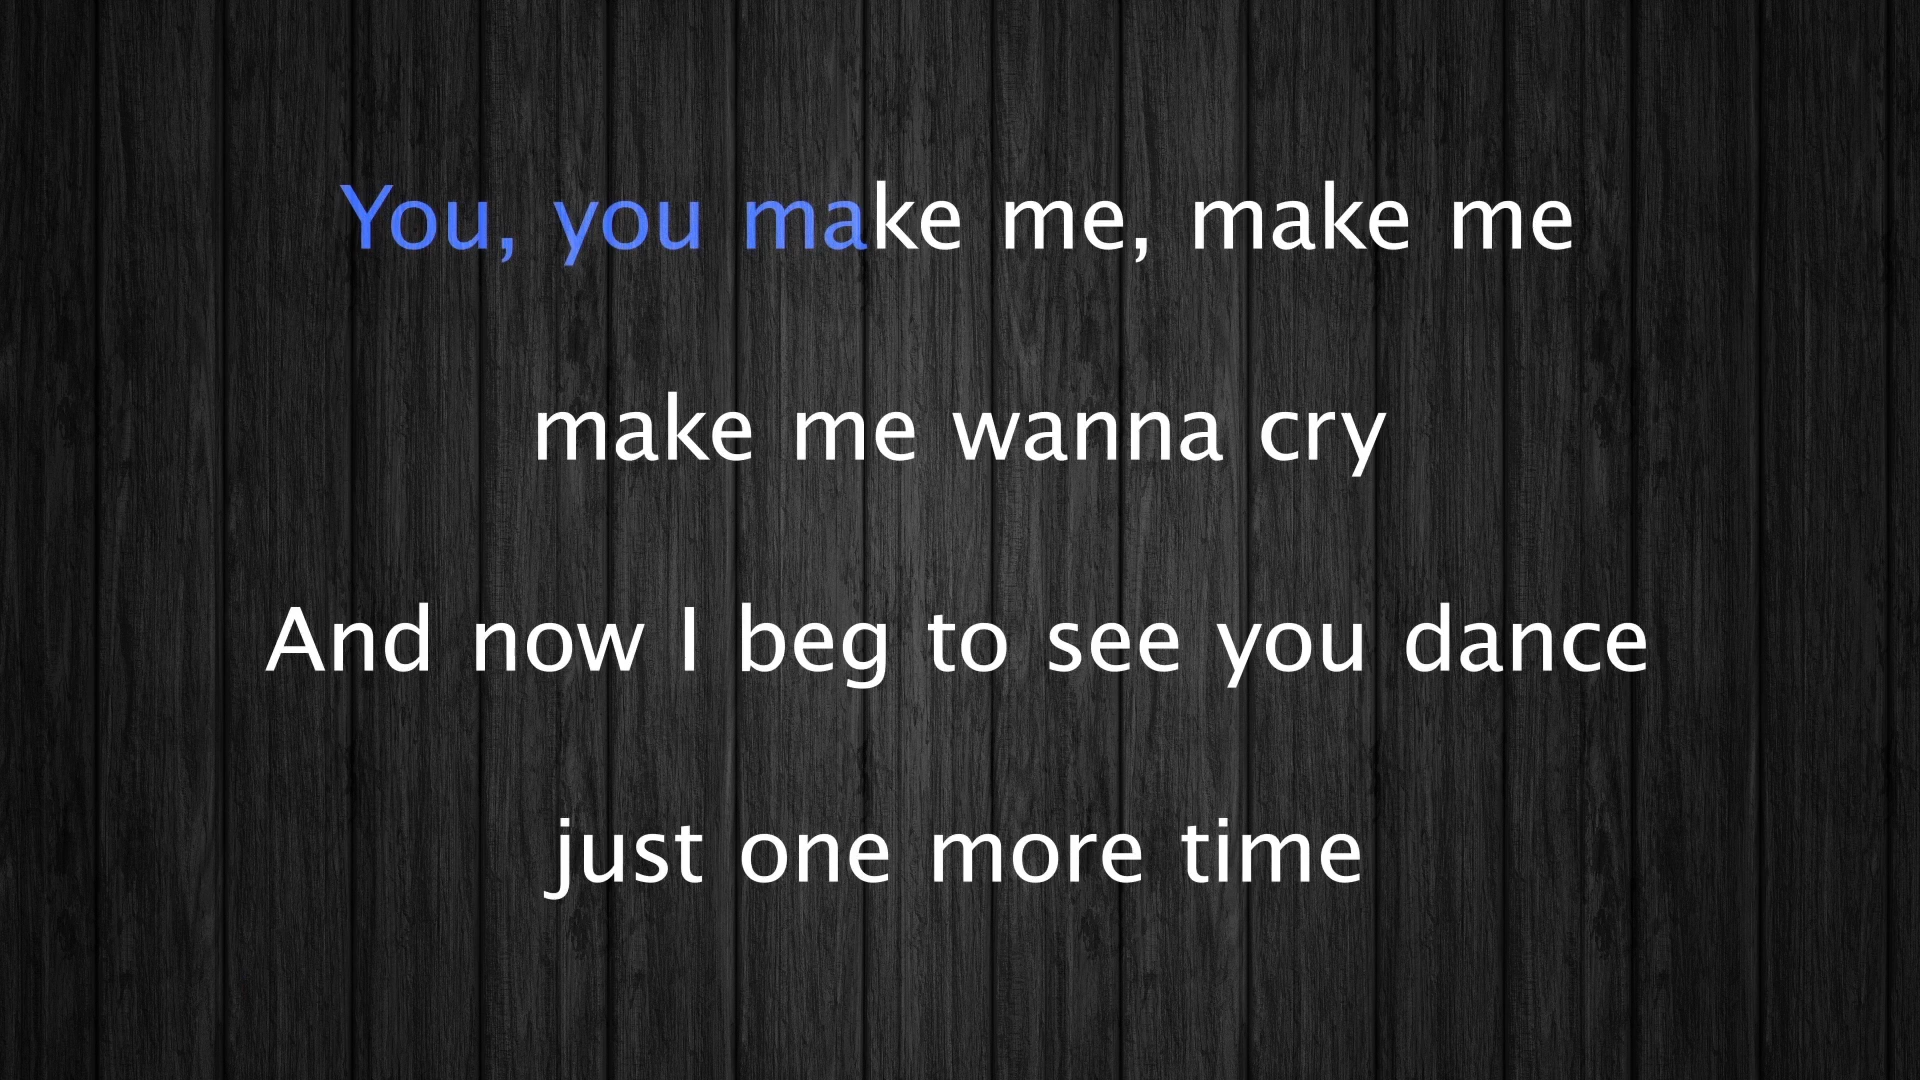 You, you make me, make me
make me wanna cry
And now I beg to see you dance
just one more time